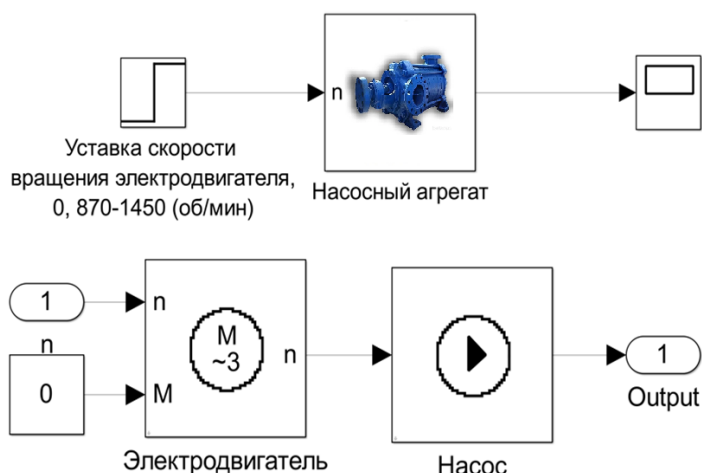 n
Уставка скорости
вращения электродвигателя,
0, 870-1450 (об/мин)
Насосный агрегат
1
n
n
M
~3
n
1
0
M
Output
Электродвигатель
Насос